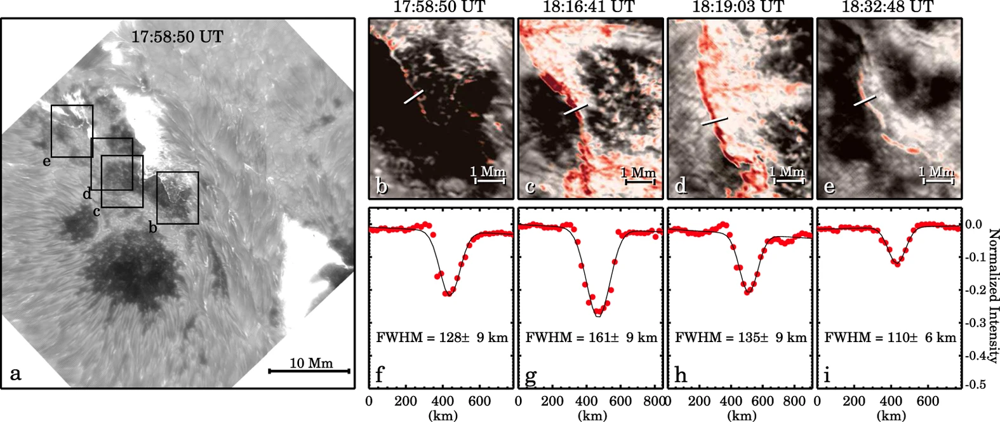 17:58:50 UT
18:16:41 UT
18:19:03 UT
18:32:48 UT
17:58:50 UT
e
d
c
b
a
10 Mm
b
1 Mm
c
1 Mm
d
1 Mm
e
1 Mm
FWHM = 128± 9 km
f
FWHM = 161± 9 km
g
FWHM = 135± 9 km
h
FWHM = 110± 6 km
i
0.0
-0.1
-0.2
-0.3
-0.4
-0.5
Normalized Intensity
0 200 400 600
0 200 400 600 800
0 200 400 600 800
0 200 400 600
(km)
(km)
(km)
(km)